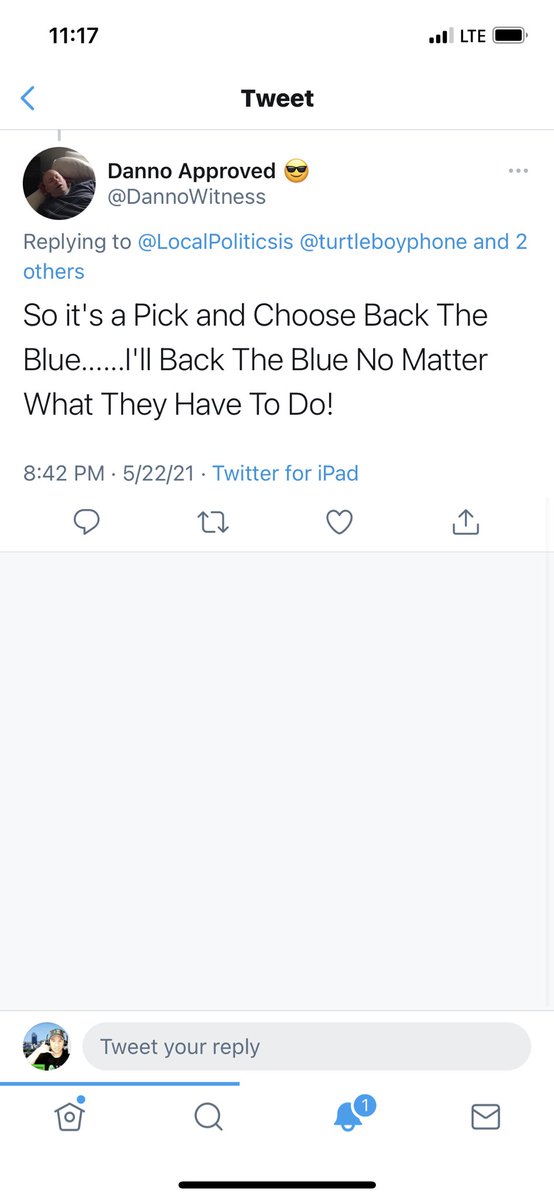 11:17
LTE
Tweet
Danno Approved 😎
@DannoWitness
Replying to @LocalPoliticsis @turtleboyphone and 2
others
So it's a Pick and Choose Back The
Blue......I'll Back The Blue No Matter
What They Have To Do!
8:42 PM · 5/22/21 · Twitter for iPad
Tweet your reply
1